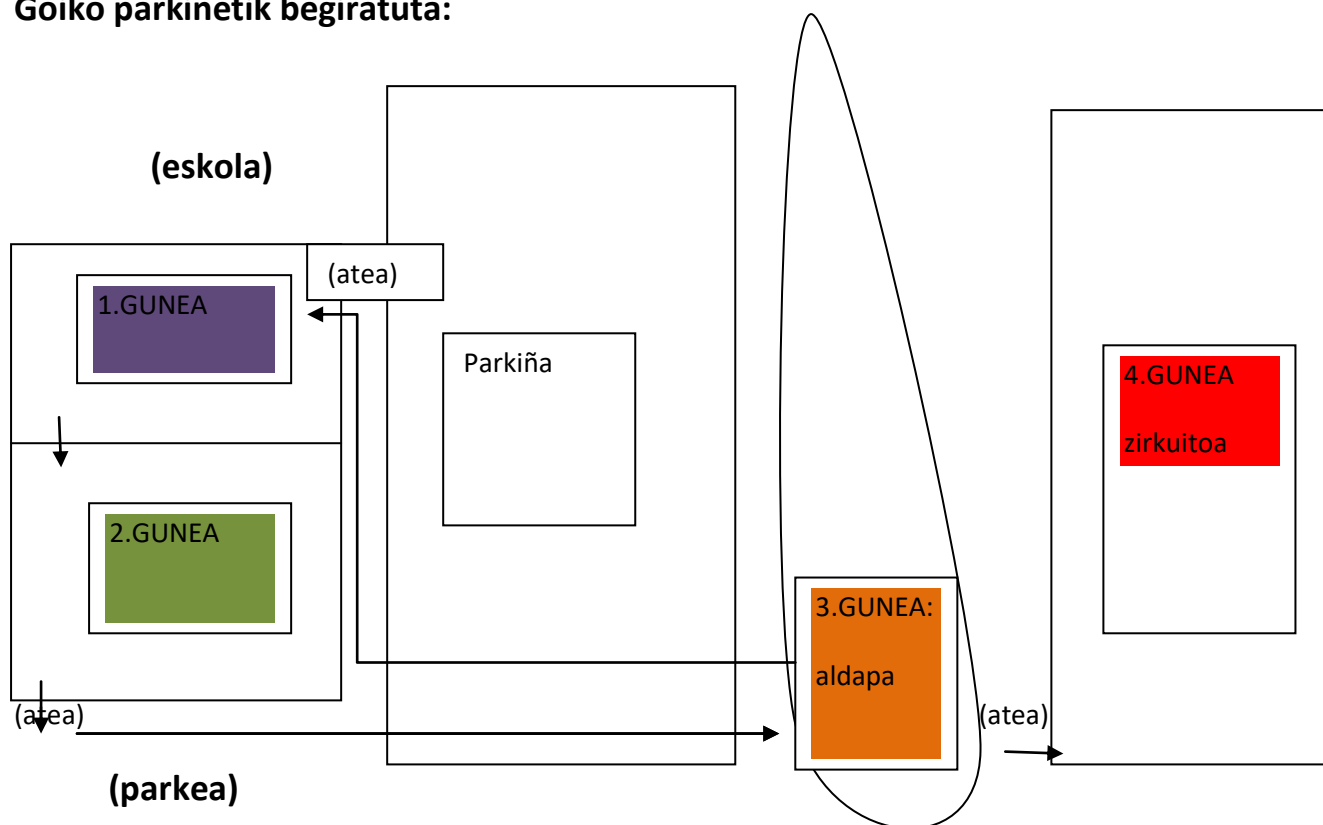 Goiko parkinetik begiratuta:
(eskola)
(atea)
1.GUNEA
Parkiña
4.GUNEA
zirkuitoa
2.GUNEA
3.GUNEA:
aldapa
(atea)
(atea)
(parkea)